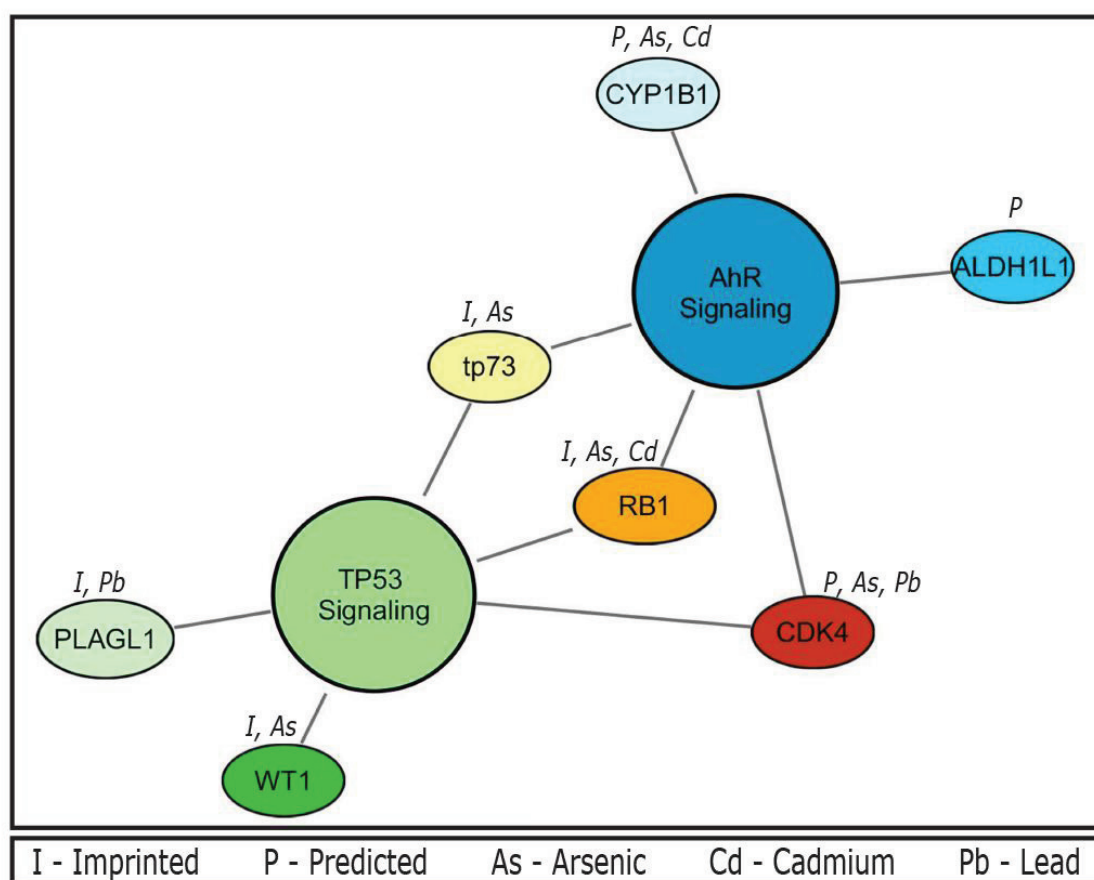 P, As, Cd
CYP1B1
P
ALDH1L1
AhR
Signaling
I, As
tp73
I, As, Cd
RB1
TP53
Signaling
I, Pb
PLAGL1
P, As, Pb
CDK4
I, As
WT1
I - Imprinted P - Predicted As - Arsenic Cd - Cadmium Pb - Lead